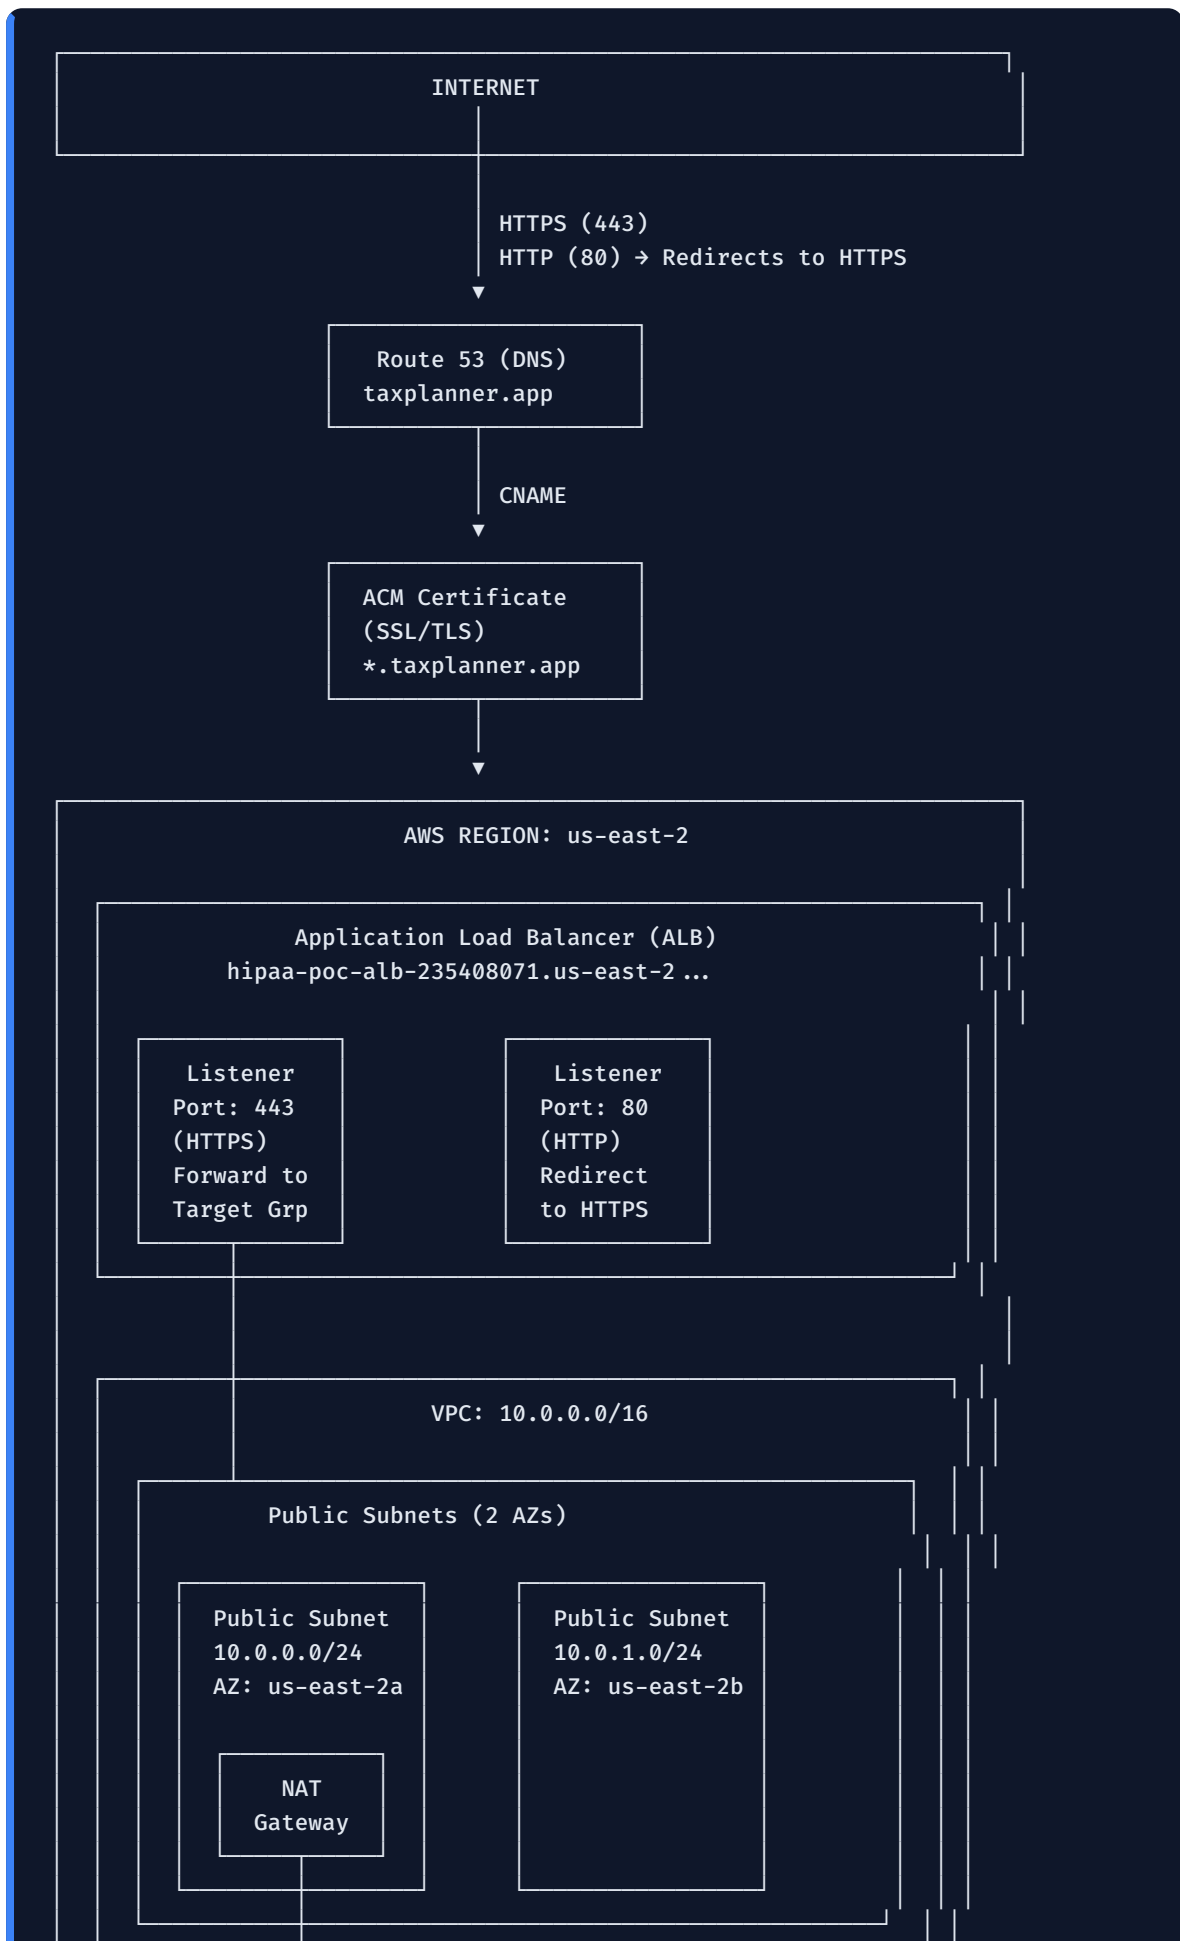 INTERNET
HTTPS (443)
HTTP (80) → Redirects to HTTPS
Route 53 (DNS)
taxplanner.app
CNAME
ACM Certificate
(SSL/TLS)
*.taxplanner.app
AWS REGION: us-east-2
Application Load Balancer (ALB)
hipaa-poc-alb-235408071.us-east-2...
Listener
Port: 443
(HTTPS)
Forward to
Target Grp
Listener
Port: 80
(HTTP)
Redirect
to HTTPS
VPC: 10.0.0.0/16
Public Subnets (2 AZs)
Public Subnet
10.0.0.0/24
AZ: us-east-2a
NAT
Gateway
Public Subnet
10.0.1.0/24
AZ: us-east-2b